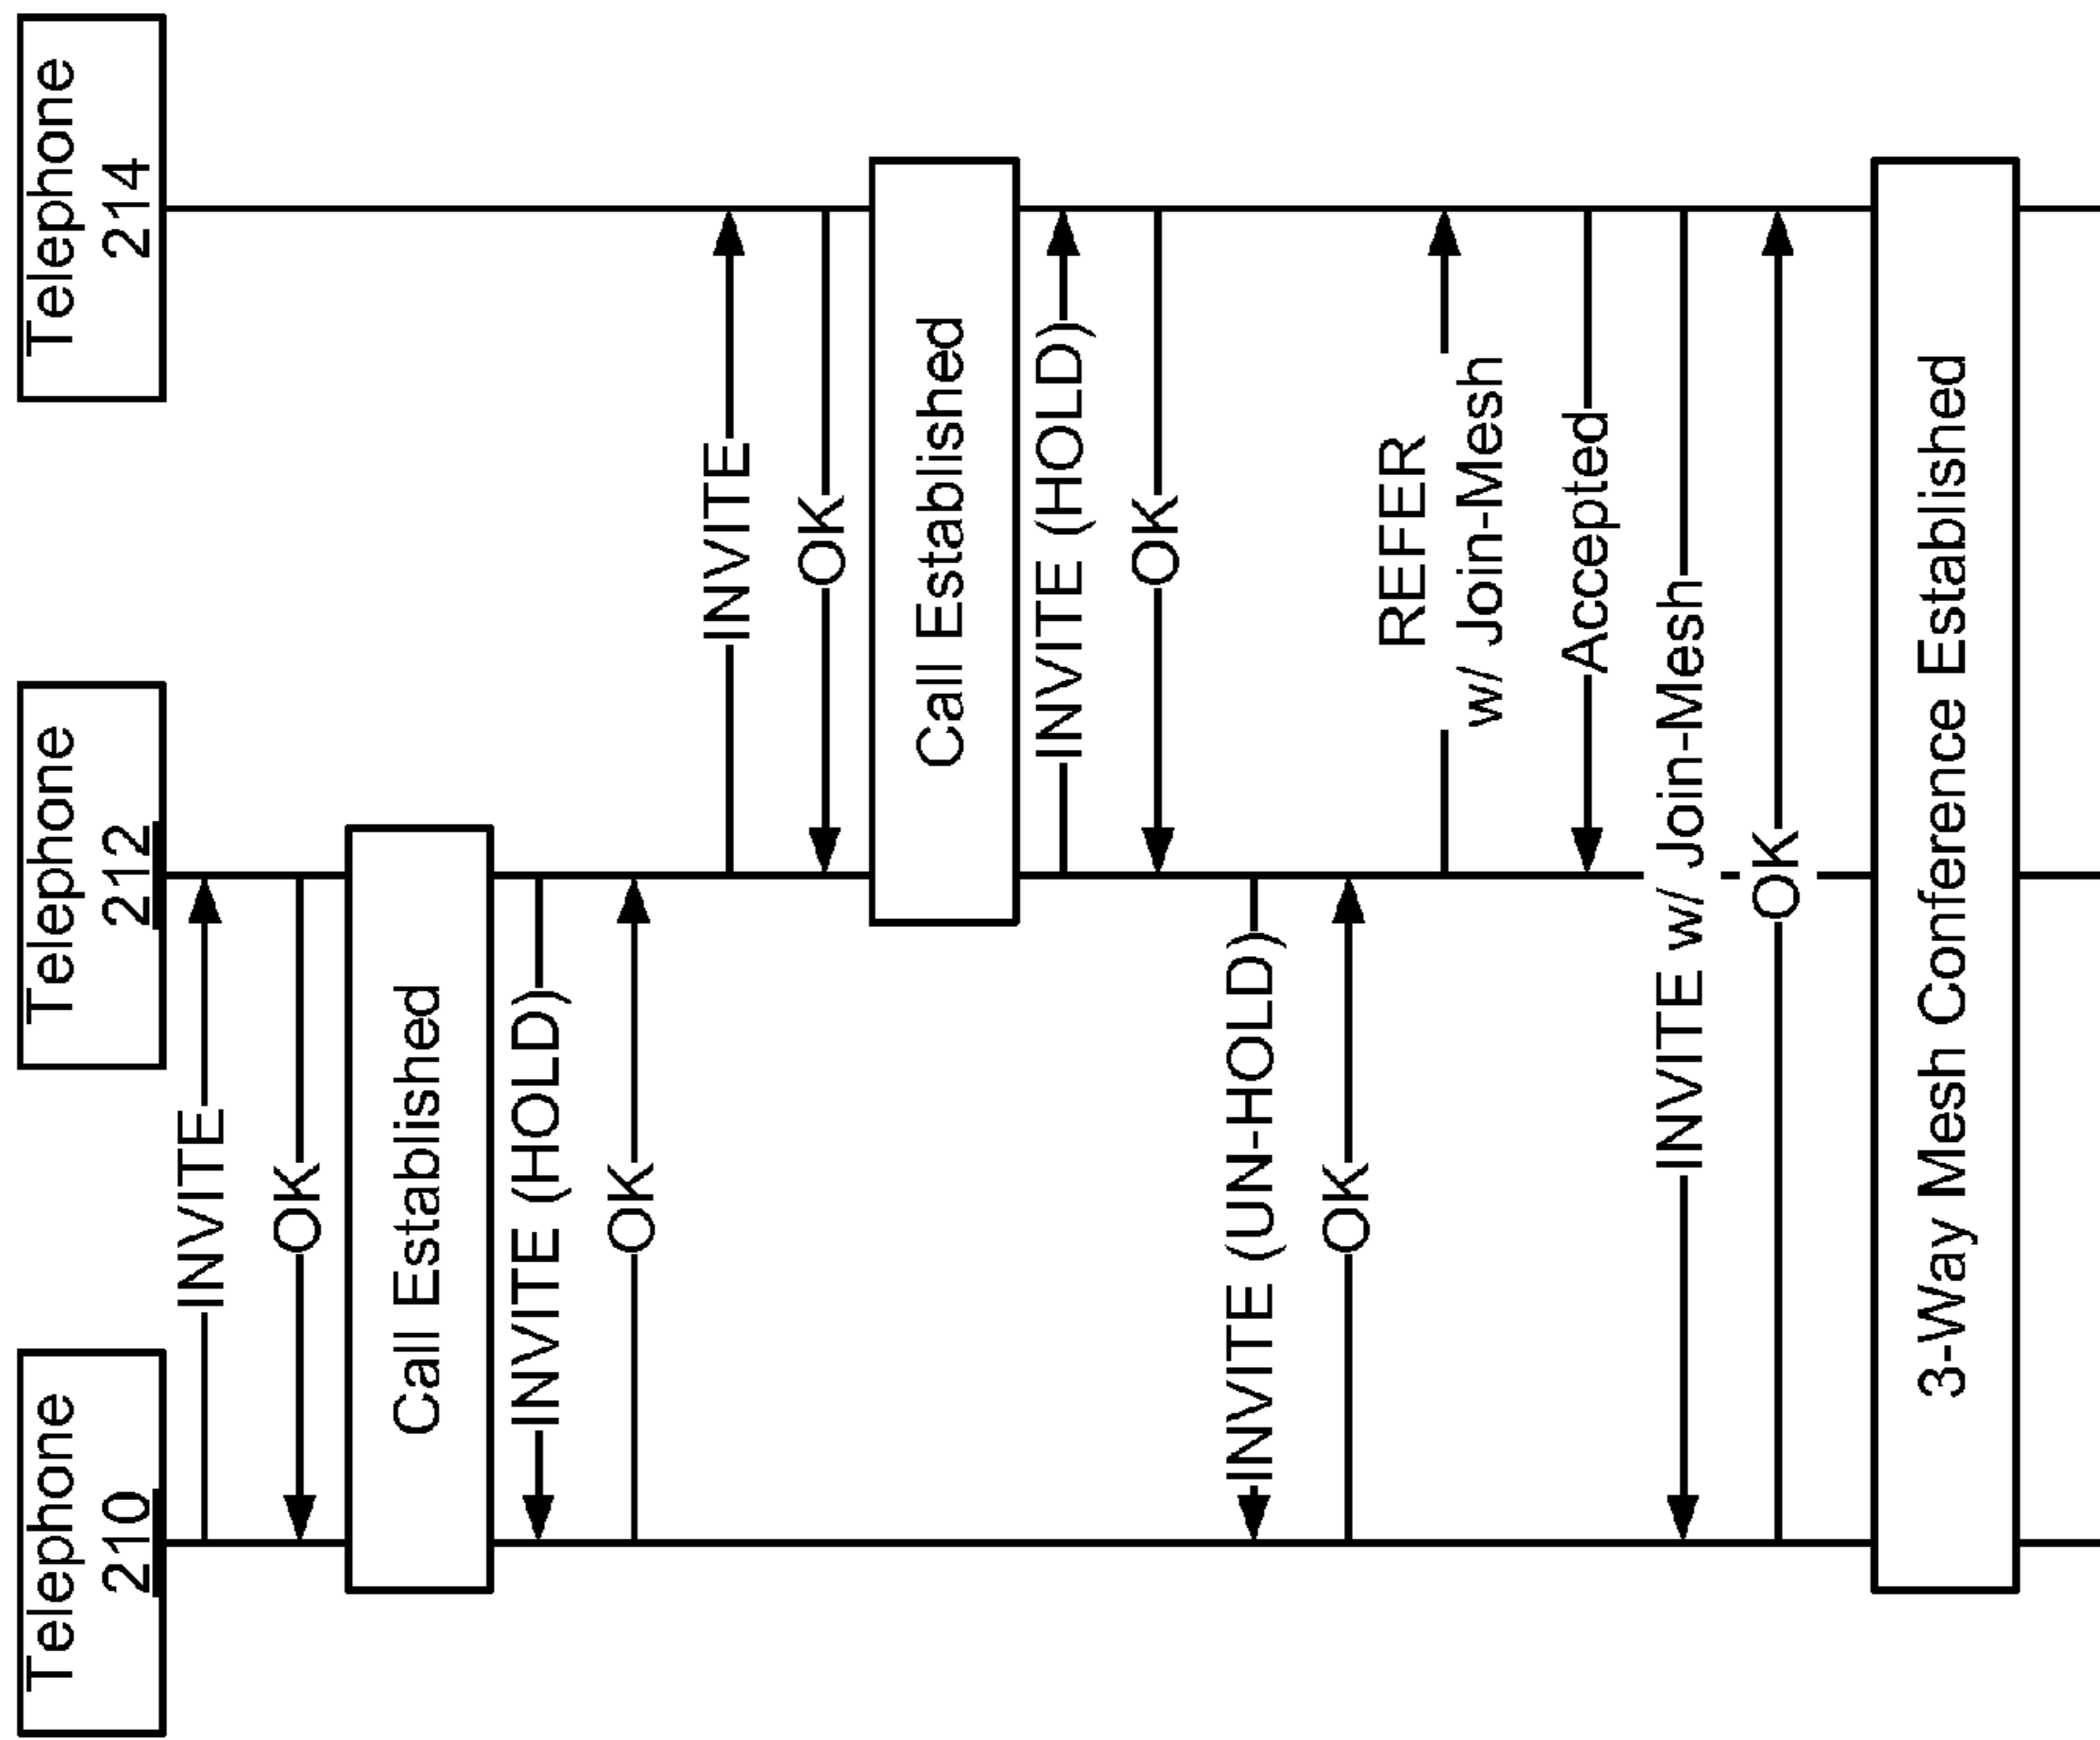 Telephone
210
Telephone
212
Telephone
214
INVITE
OK
Call Established
INVITE (HOLD)
OK
INVITE
OK
Call Established
INVITE (HOLD)
OK
INVITE (UN-HOLD)
OK
REFER
w/ Join-Mesh
Accepted
INVITE w/ Join-Mesh
OK
3-Way Mesh Conference Established